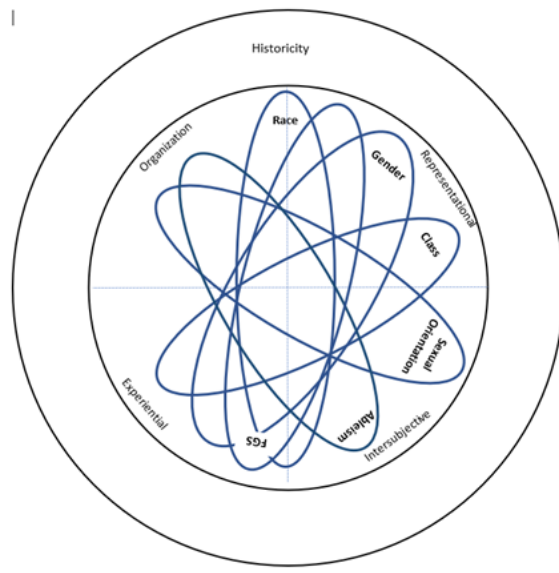 Historicity
Race
Organization
Gender
Representational
Class
Sexual
Orientation
Experiential
FGS
Ableism
Intersubjective